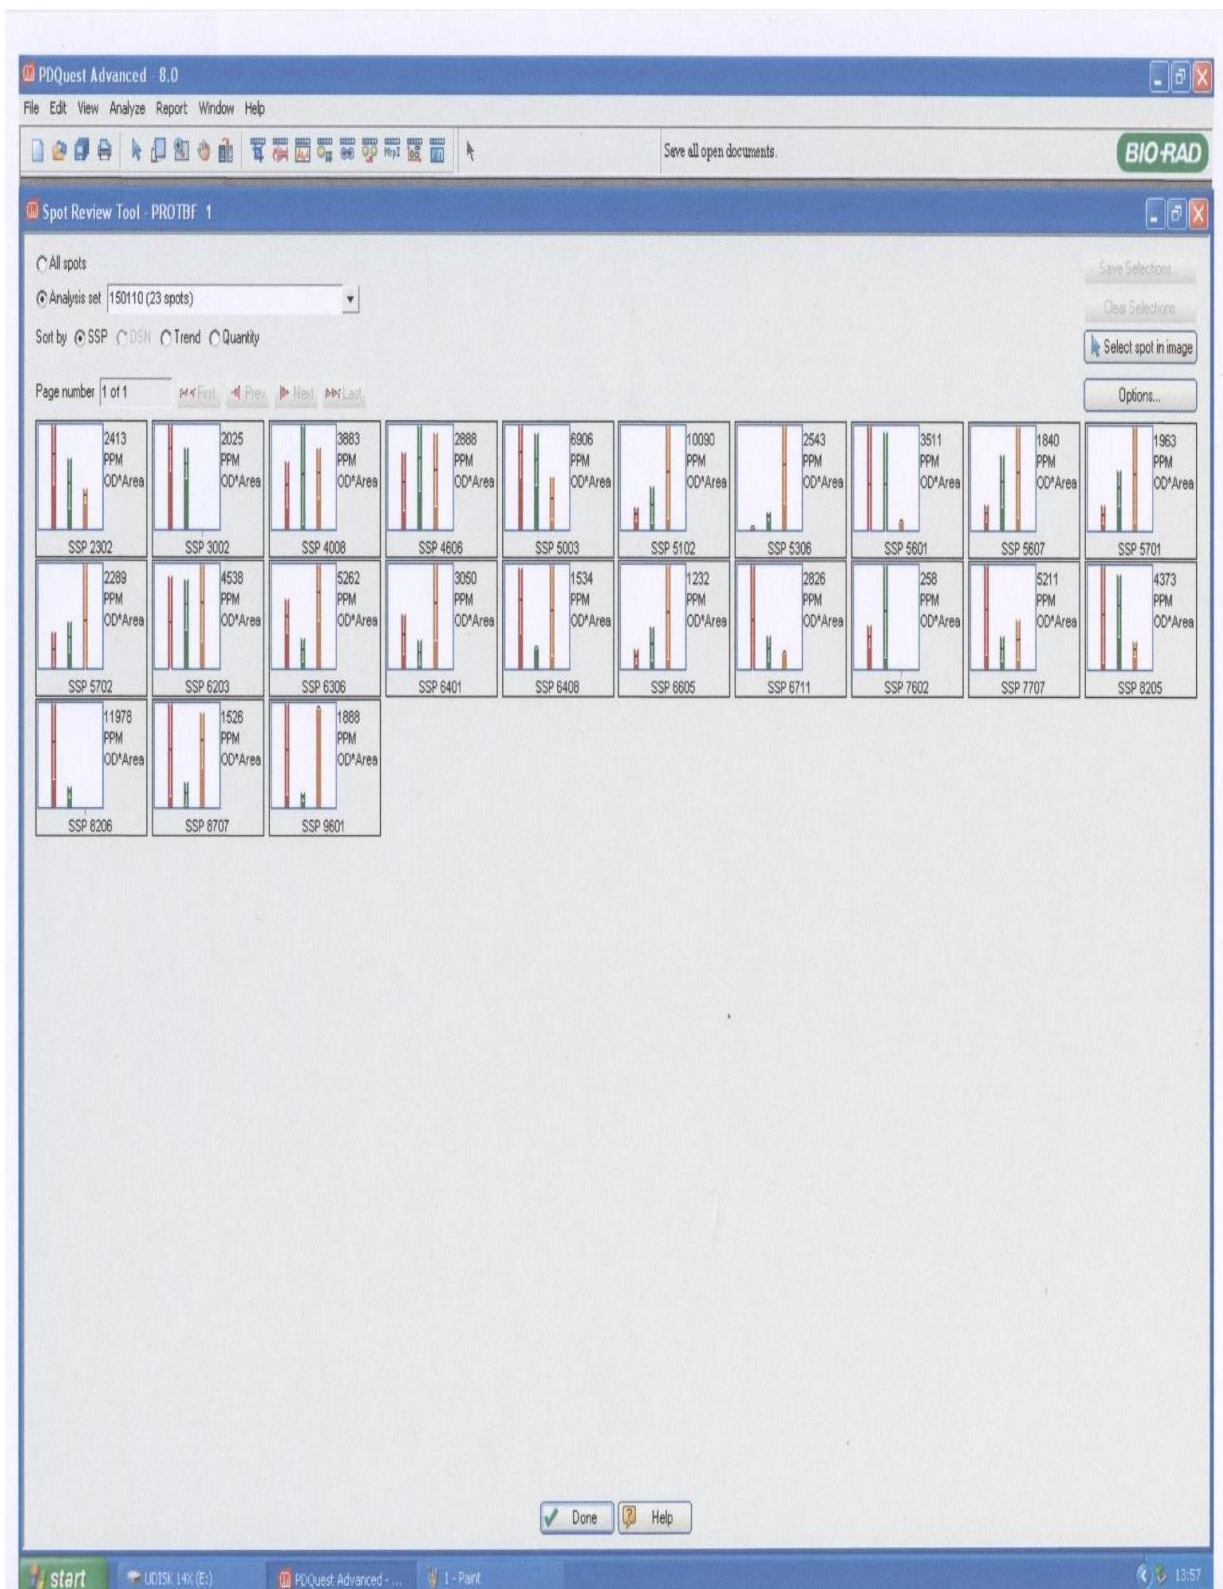 PDQuest Advanced - 8.0
File Edit View Analyze Report Window Help
Save all open documents.
BIO-RAD
Spot Review Tool - PROTBF 1
All spots
Save Selections...
Analysis set 150110 (23 spots)
Clear Selections
Sort by SSP DSN Trend Quantity
Select spot in image
Page number 1 of 1 First Prev Next Last
Options...
2413 2025 3883 2888 6906 10090 2543 3511 1840 1963
PPM PPM PPM PPM PPM PPM PPM PPM PPM PPM
OD*Area OD*Area OD*Area OD*Area OD*Area OD*Area OD*Area OD*Area OD*Area OD*Area
SSP 2302 SSP 3002 SSP 4008 SSP 4606 SSP 5003 SSP 5102 SSP 5306 SSP 5601 SSP 5607 SSP 5701
2289 4538 5262 3050 1534 1232 2826 258 5211 4373
PPM PPM PPM PPM PPM PPM PPM PPM PPM PPM
OD*Area OD*Area OD*Area OD*Area OD*Area OD*Area OD*Area OD*Area OD*Area OD*Area
SSP 5702 SSP 6203 SSP 6306 SSP 6401 SSP 6408 SSP 6605 SSP 6711 SSP 7602 SSP 7707 SSP 8205
11978 1526 1888
PPM PPM PPM
OD*Area OD*Area OD*Area
SSP 8206 SSP 8707 SSP 9601
Done Help
start UDISK 14X (E:) PDQuest Advanced - ... 1 - Paint 13:57